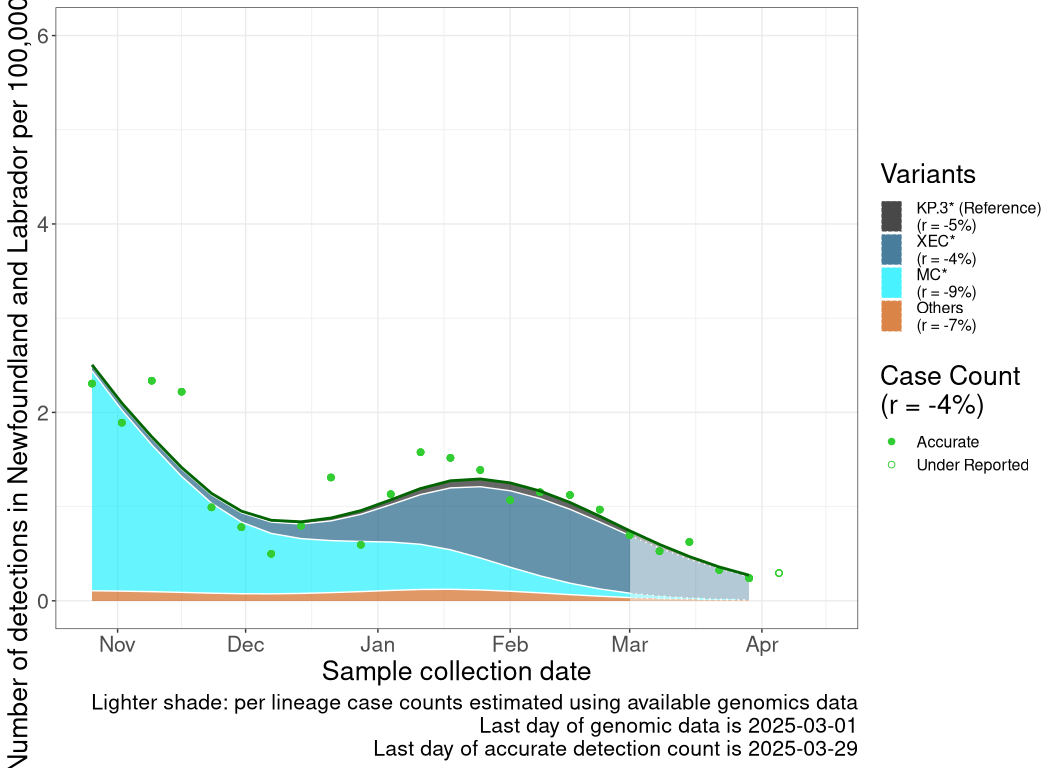 Number of detections in Newfoundland and Labrador per 100,000
6
4
2
0
Nov Dec Jan Feb Mar Apr
Sample collection date
Lighter shade: per lineage case counts estimated using available genomics data
Last day of genomic data is 2025-03-01
Last day of accurate detection count is 2025-03-29
Variants
KP.3* (Reference)
(r = -5%)
XEC*
(r = -4%)
MC*
(r = -9%)
Others
(r = -7%)
Case Count
(r = -4%)
Accurate
Under Reported